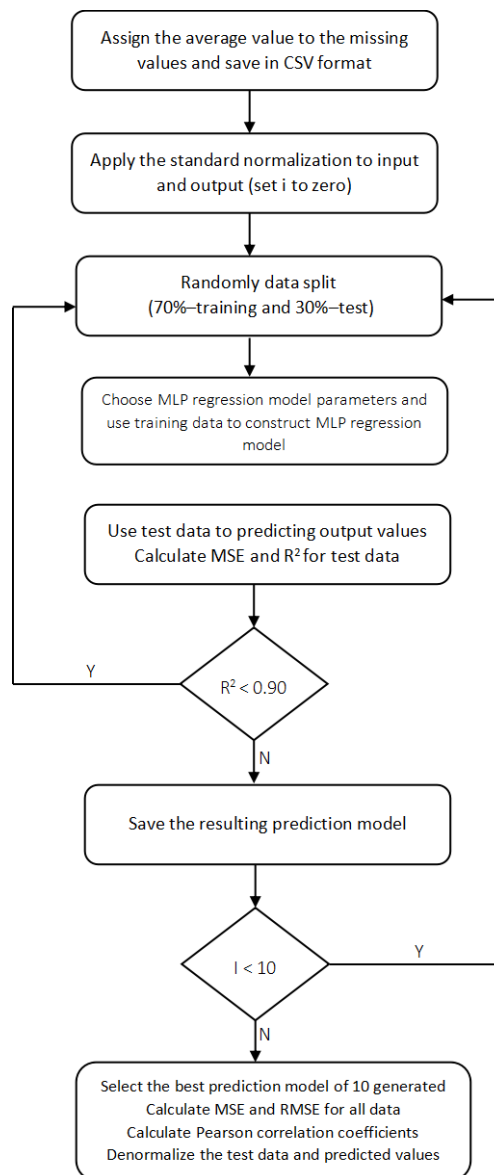 Assign the average value to the missing
values and save in CSV format
Apply the standard normalization to input
and output (set i to zero)
Randomly data split
(70%–training and 30%–test)
Choose MLP regression model parameters and
use training data to construct MLP regression
model
Use test data to predicting output values
Calculate MSE and R² for test data
Y
R² < 0.90
N
Save the resulting prediction model
Y
I < 10
N
Select the best prediction model of 10 generated
Calculate MSE and RMSE for all data
Calculate Pearson correlation coefficients
Denormalize the test data and predicted values